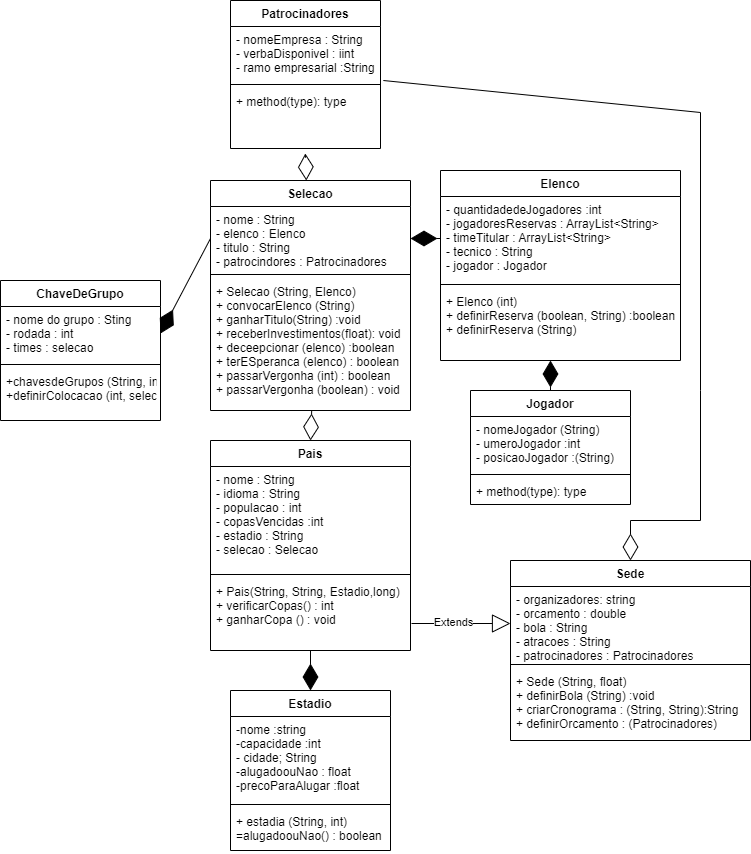 Patrocinadores
- nomeEmpresa : String
- verbaDisponivel : iint
- ramo empresarial :String
+ method(type): type
Selecao
- nome : String
- elenco : Elenco
- titulo : String
- patrocindores : Patrocinadores
+ Selecao (String, Elenco)
+ convocarElenco (String)
+ ganharTitulo(String) :void
+ receberInvestimentos(float): void
+ deceepcionar (elenco) :boolean
+ terESperanca (elenco) : boolean
+ passarVergonha (int) : boolean
+ passarVergonha (boolean) : void
Elenco
- quantidadedeJogadores :int
- jogadoresReservas : ArrayList<String>
- timeTitular : ArrayList<String>
- tecnico : String
- jogador : Jogador
+ Elenco (int)
+ definirReserva (boolean, String) :boolean
+ definirReserva (String)
ChaveDeGrupo
- nome do grupo : Sting
- rodada : int
- times : selecao
+chavesdeGrupos (String, in
+definirColocacao (int, selec
Jogador
- nomeJogador (String)
- umeroJogador :int
- posicaoJogador :(String)
+ method(type): type
Pais
- nome : String
- idioma : String
- populacao : int
- copasVencidas :int
- estadio : String
- selecao : Selecao
+ Pais(String, String, Estadio,long)
+ verificarCopas() : int
+ ganharCopa () : void
Extends
Sede
- organizadores: string
- orcamento : double
- bola : String
- atracoes : String
- patrocinadores : Patrocinadores
+ Sede (String, float)
+ definirBola (String) :void
+ criarCronograma : (String, String):String
+ definirOrcamento : (Patrocinadores)
Estadio
-nome :string
-capacidade :int
- cidade; String
-alugadoouNao : float
-precoParaAlugar :float
+ estadia (String, int)
=alugadoouNao() : boolean